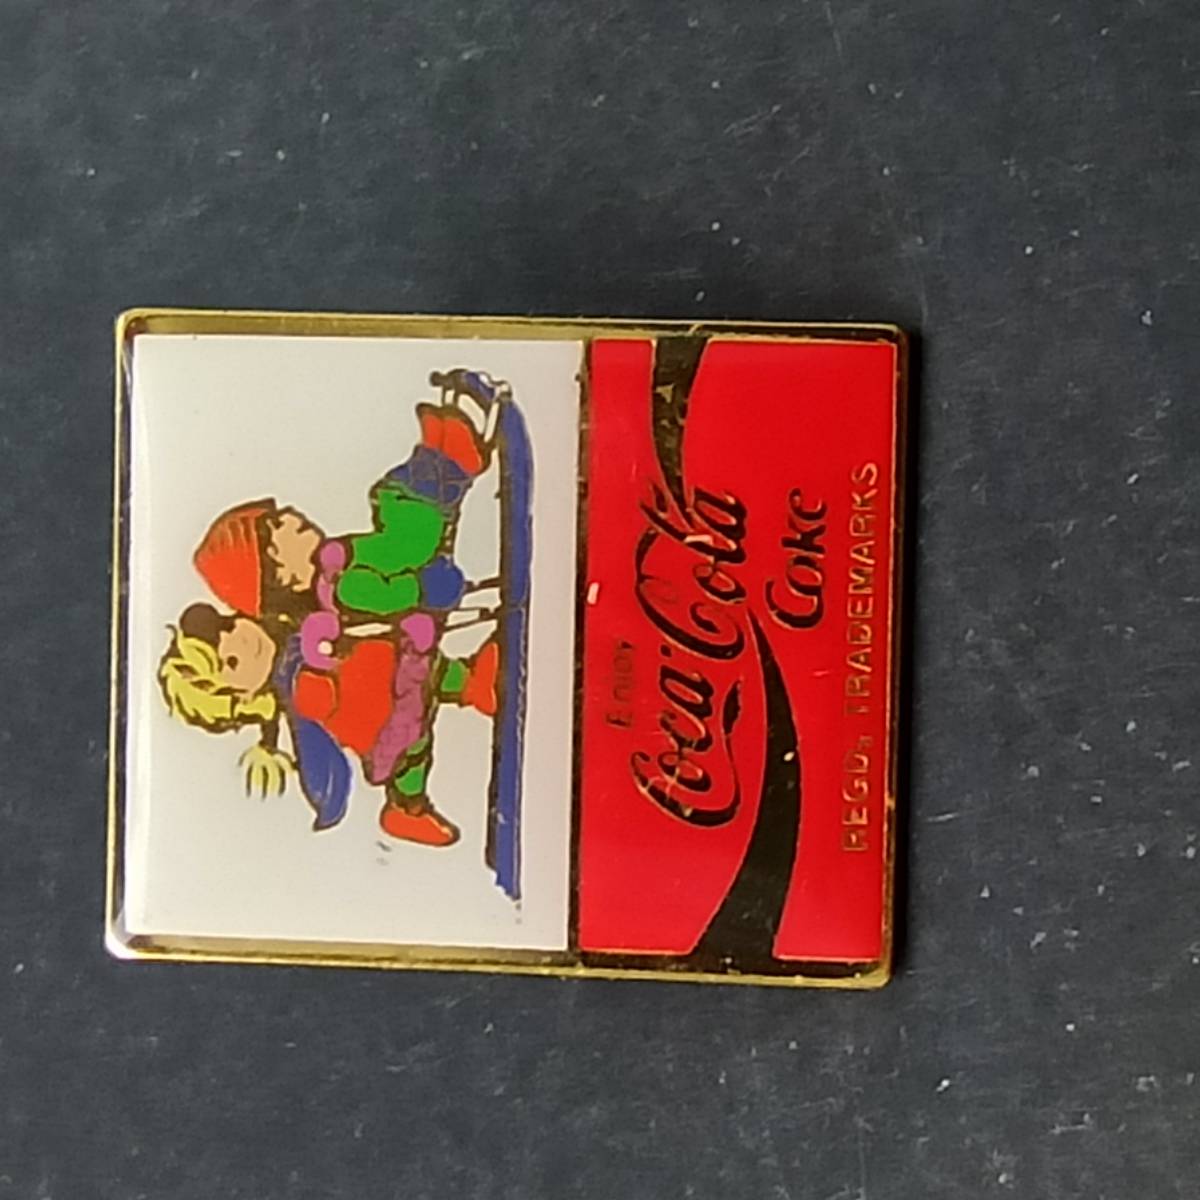 Enjoy
Coca-Cola
Coke
REGD, TRADEMARKS